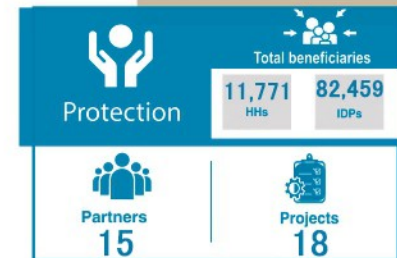 Protection
Total beneficiaries
11,771 82,459
HHs IDPs
Partners Projects
15 18